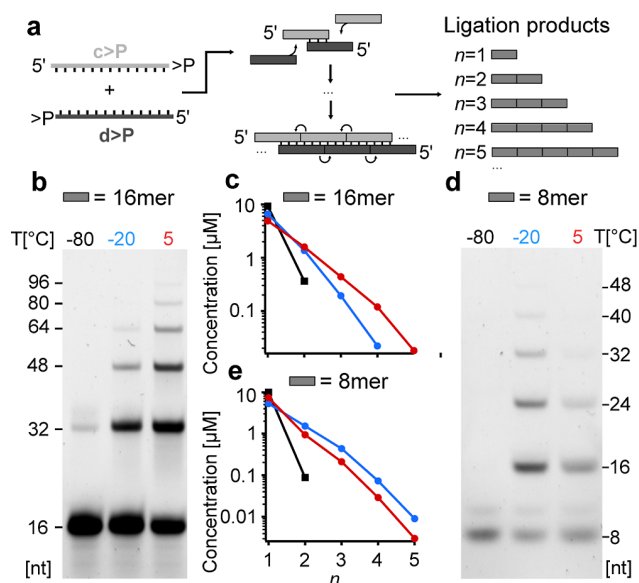 a
Ligation products
5'
c>P
>P
+
>P
d>P
5'
5'
5'
...
5'
...
...
5'
n=1
n=2
n=3
n=4
n=5
...
b
= 16mer
T[°C] -80 -20 5
96
80
64
48
32
16
[nt]
c
= 16mer
Concentration [µM]
10
1
0.1
e
= 8mer
Concentration [µM]
10
1
0.1
0.01
1 2 3 4 5
n
d
= 8mer
T[°C]
-80 -20 5
48
40
32
24
16
8
[nt]